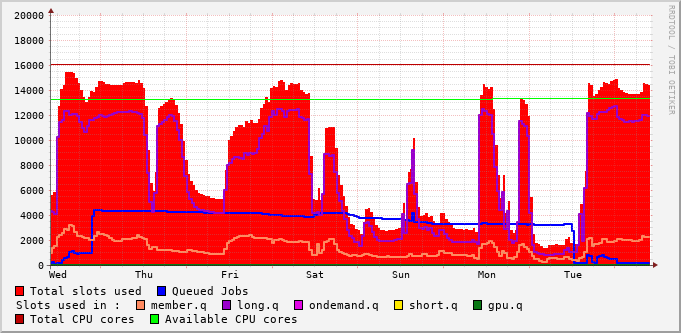 20000
18000
16000
14000
12000
10000
8000
6000
4000
2000
0
Wed Thu Fri Sat Sun Mon Tue
RRDTOOL / TOBI OETIKER
Total slots used Queued Jobs
Slots used in : member.q long.q ondemand.q short.q gpu.q
Total CPU cores Available CPU cores